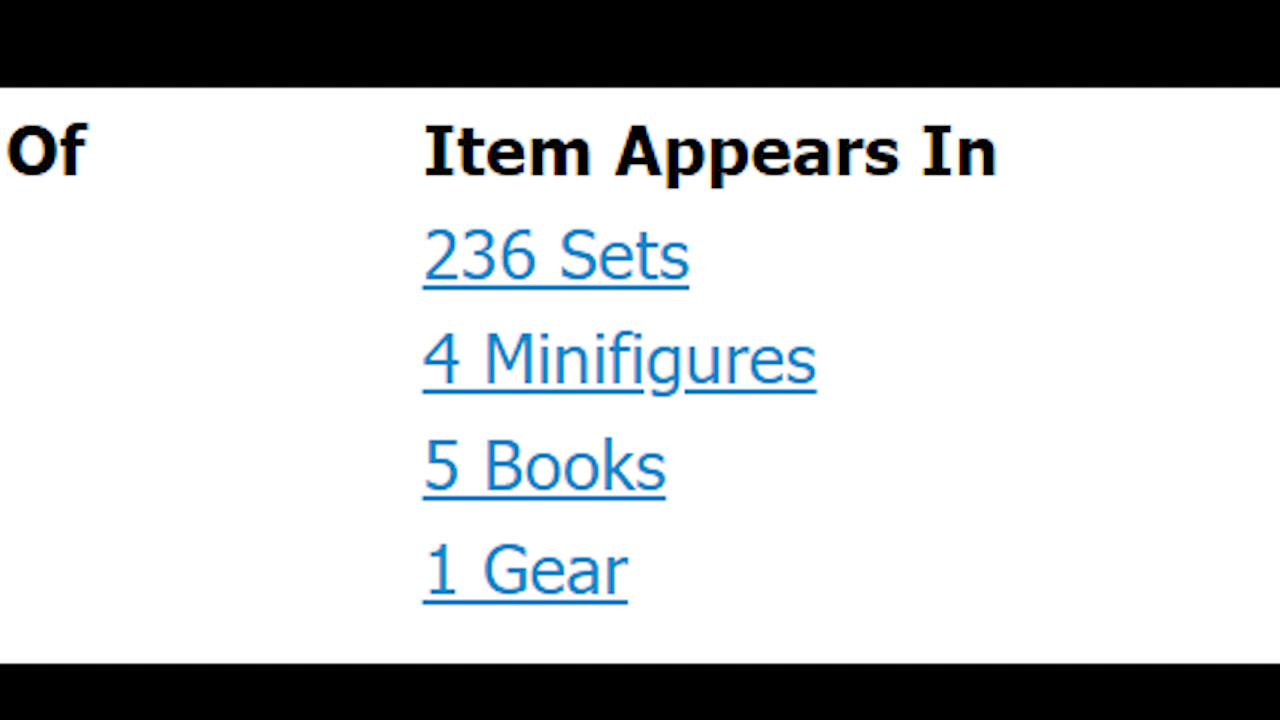 Of Item Appears In
236 Sets
4 Minifigures
5 Books
1 Gear